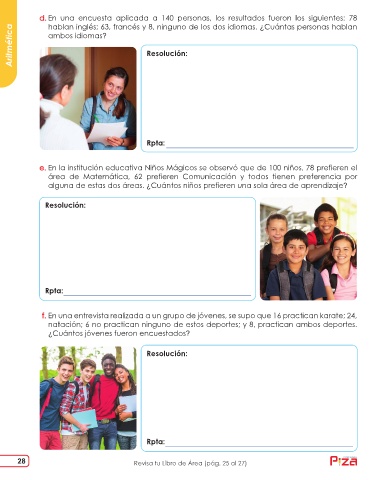 Aritmética
d. En una encuesta aplicada a 140 personas, los resultados fueron los siguientes: 78
hablan inglés; 63, francés y 8, ninguno de los dos idiomas. ¿Cuántas personas hablan
ambos idiomas?
Resolución:
Rpta:
e. En la institución educativa Niños Mágicos se observó que de 100 niños, 78 prefieren el
área de Matemática, 62 prefieren Comunicación y todos tienen preferencia por
alguna de estas dos áreas. ¿Cuántos niños prefieren una sola área de aprendizaje?
Resolución:
Rpta:
f. En una entrevista realizada a un grupo de jóvenes, se supo que 16 practican karate; 24,
natación; 6 no practican ninguno de estos deportes; y 8, practican ambos deportes.
¿Cuántos jóvenes fueron encuestados?
Resolución:
Rpta:
28
Revisa tu Libro de Área (pág. 25 al 27)
Piza